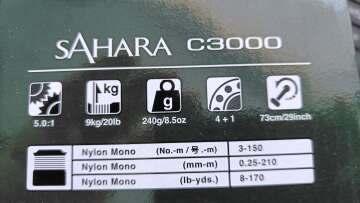 SAHARA C3000
kg
g
5.0:1 9kg/20lb 240g/8.5oz 4 + 1 73cm/29inch
Nylon Mono (No.-m / 号.-m) 3-150
Nylon Mono (mm-m) 0.25-210
Nylon Mono (lb-yds.) 8-170